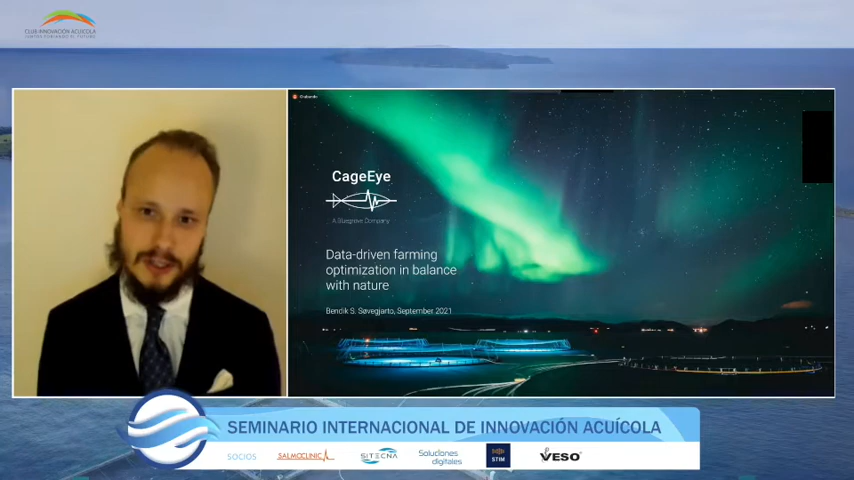 CLUB INNOVACIÓN ACUÍCOLA
CageEye
A Bluegrove Company
Data-driven farming
optimization in balance
with nature
Bendik S. Søvegjarto, September 2021
SEMINARIO INTERNACIONAL DE INNOVACIÓN ACUÍCOLA
SOCIOS
SALMOCLINIC
SITECNA
Soluciones
digitales
STIM
VESO